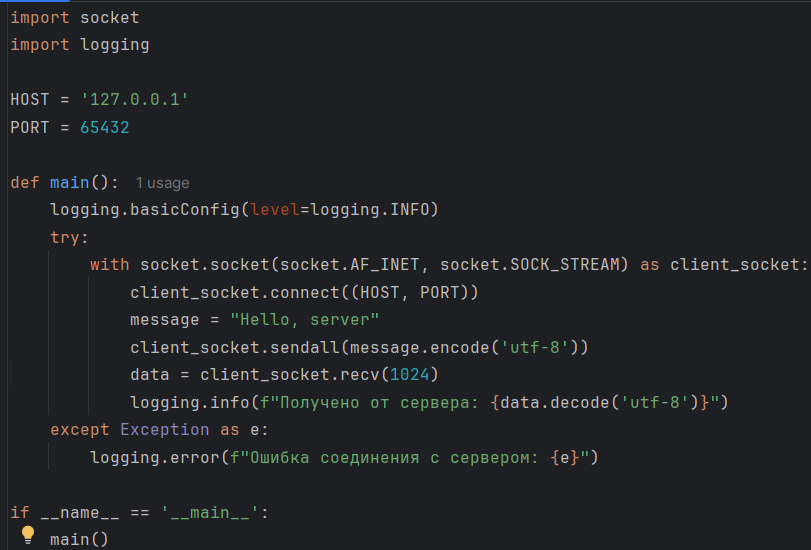 import socket
import logging
HOST = '127.0.0.1'
PORT = 65432
def main(): 1 usage
    logging.basicConfig(level=logging.INFO)
    try:
        with socket.socket(socket.AF_INET, socket.SOCK_STREAM) as client_socket:
            client_socket.connect((HOST, PORT))
            message = "Hello, server"
            client_socket.sendall(message.encode('utf-8'))
            data = client_socket.recv(1024)
            logging.info(f"Получено от сервера: {data.decode('utf-8')}")
    except Exception as e:
        logging.error(f"Ошибка соединения с сервером: {e}")
if __name__ == '__main__':
    main()